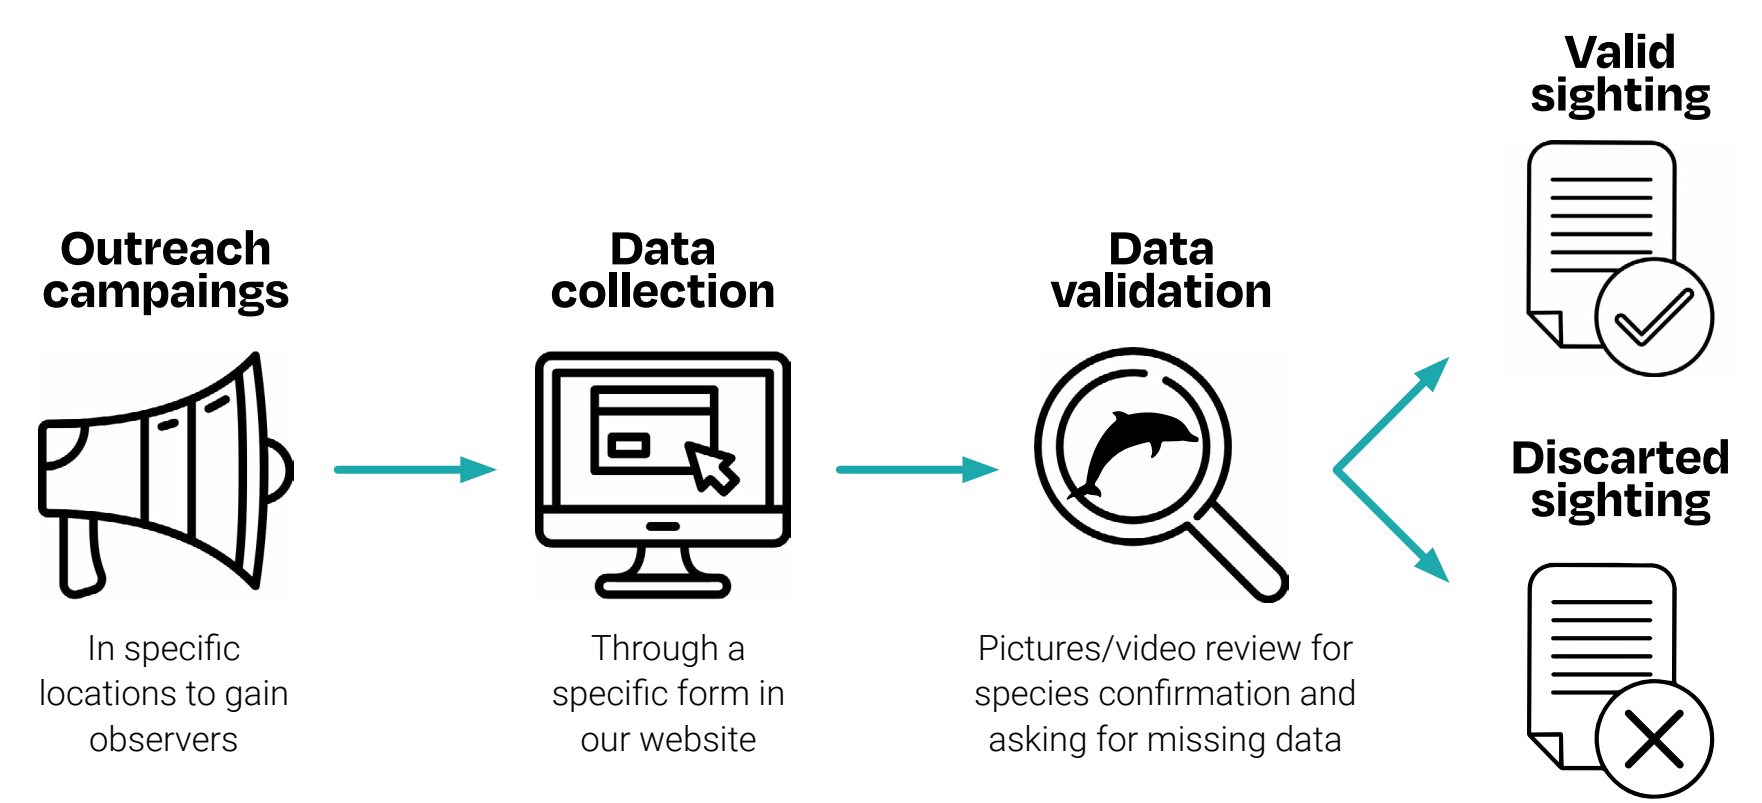 Outreach
campaings
In specific
locations to gain
observers
Data
collection
Through a
specific form in
our website
Data
validation
Pictures/video review for
species confirmation and
asking for missing data
Valid
sighting
Discarted
sighting